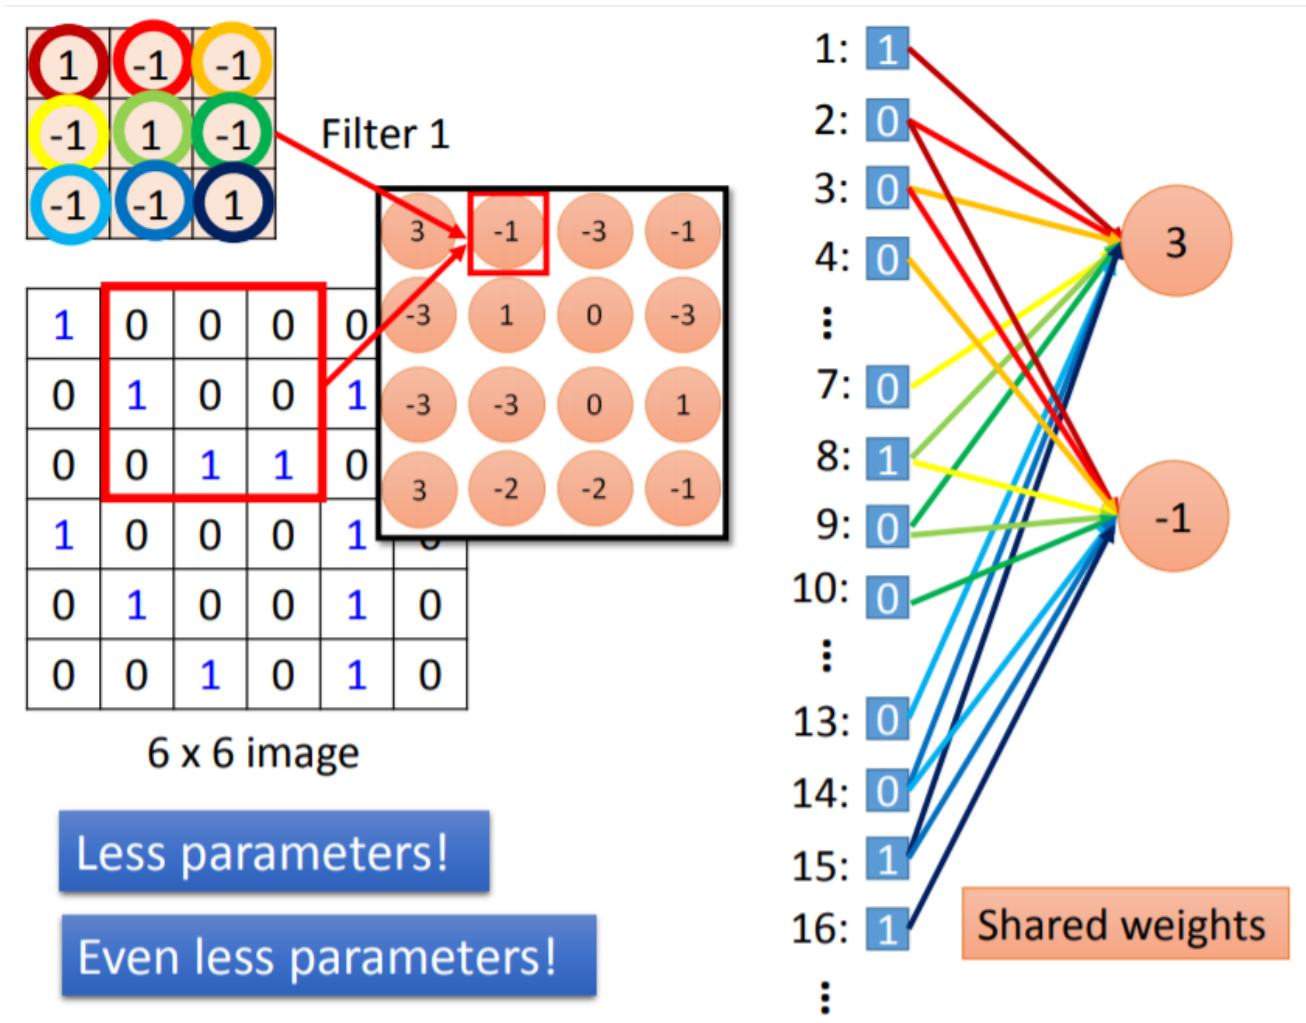 1 -1 -1
-1 1 -1
-1 -1 1
Filter 1
3 -1 -3 -1
-3 1 0 -3
-3 -3 0 1
3 -2 -2 -1
1 0 0 0 0
0 1 0 0 1
0 0 1 1 0
1 0 0 0 1
0 1 0 0 1 0
0 0 1 0 1 0
6 x 6 image
Less parameters!
Even less parameters!
1: 1
2: 0
3: 0
4: 0
⋮
7: 0
8: 1
9: 0
10: 0
⋮
13: 0
14: 0
15: 1
16: 1
⋮
3
-1
Shared weights